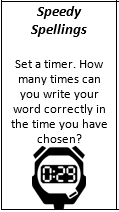 Speedy
Spellings
Set a timer. How
many times can
you write your
word correctly in
the time you have
chosen?
0:29